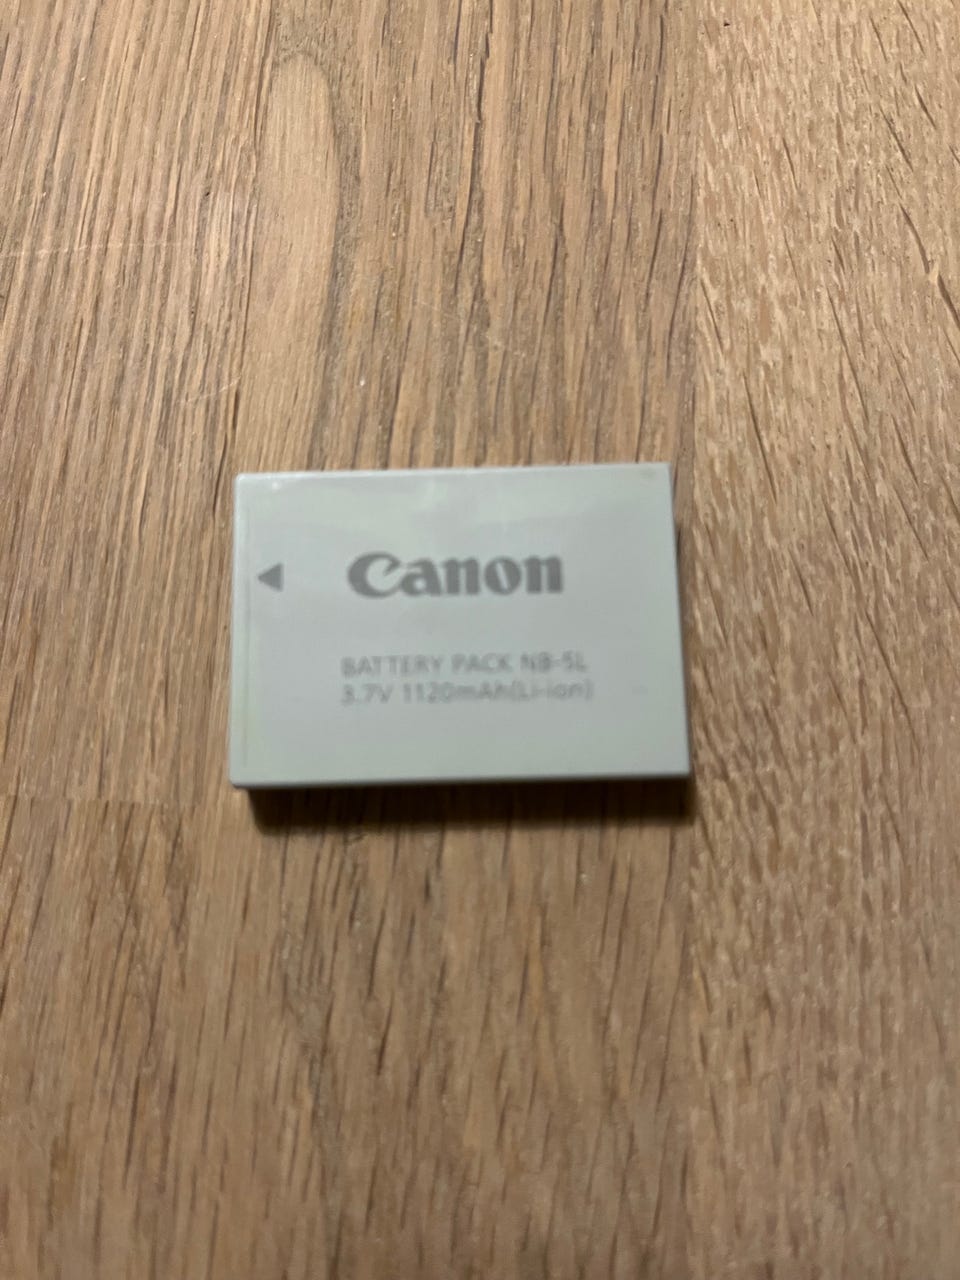 Canon
BATTERY PACK NB-5L
3.7V 1120mAh(Li-ion)